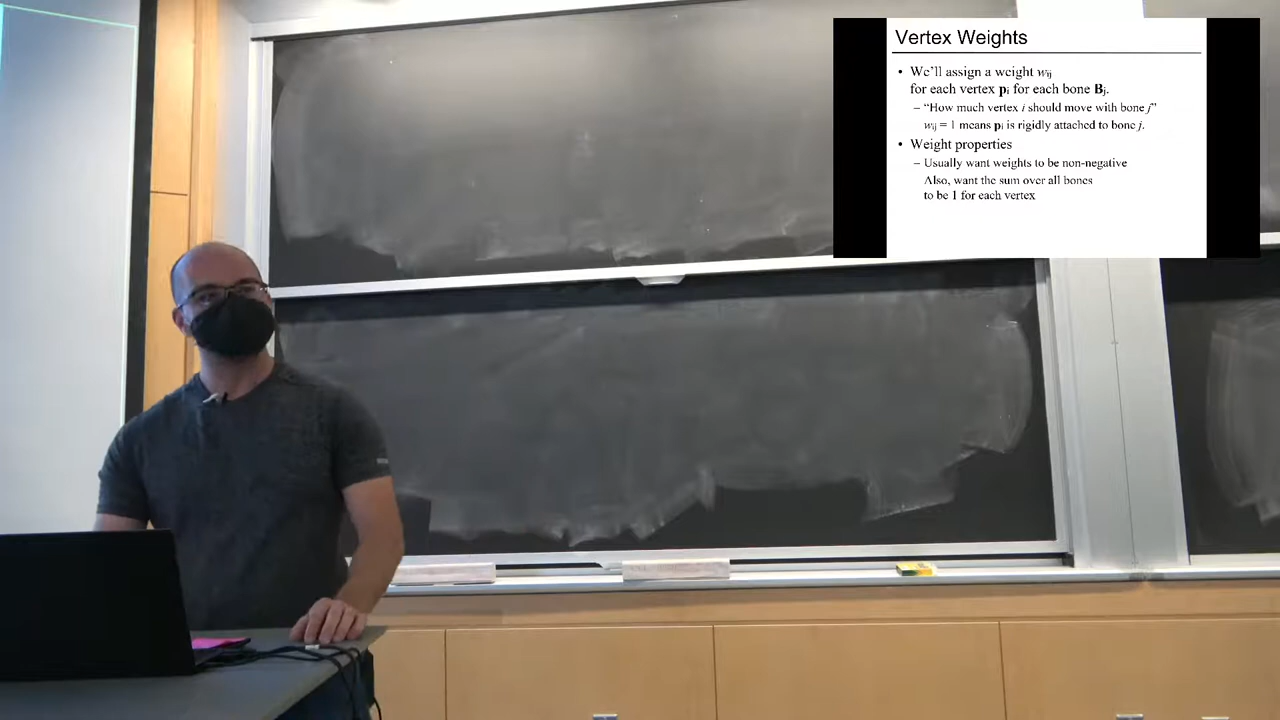 Vertex Weights
• We'll assign a weight wij
for each vertex pi for each bone Bj.
– “How much vertex i should move with bone j”
wij = 1 means pi is rigidly attached to bone j.
• Weight properties
– Usually want weights to be non-negative
Also, want the sum over all bones
to be 1 for each vertex